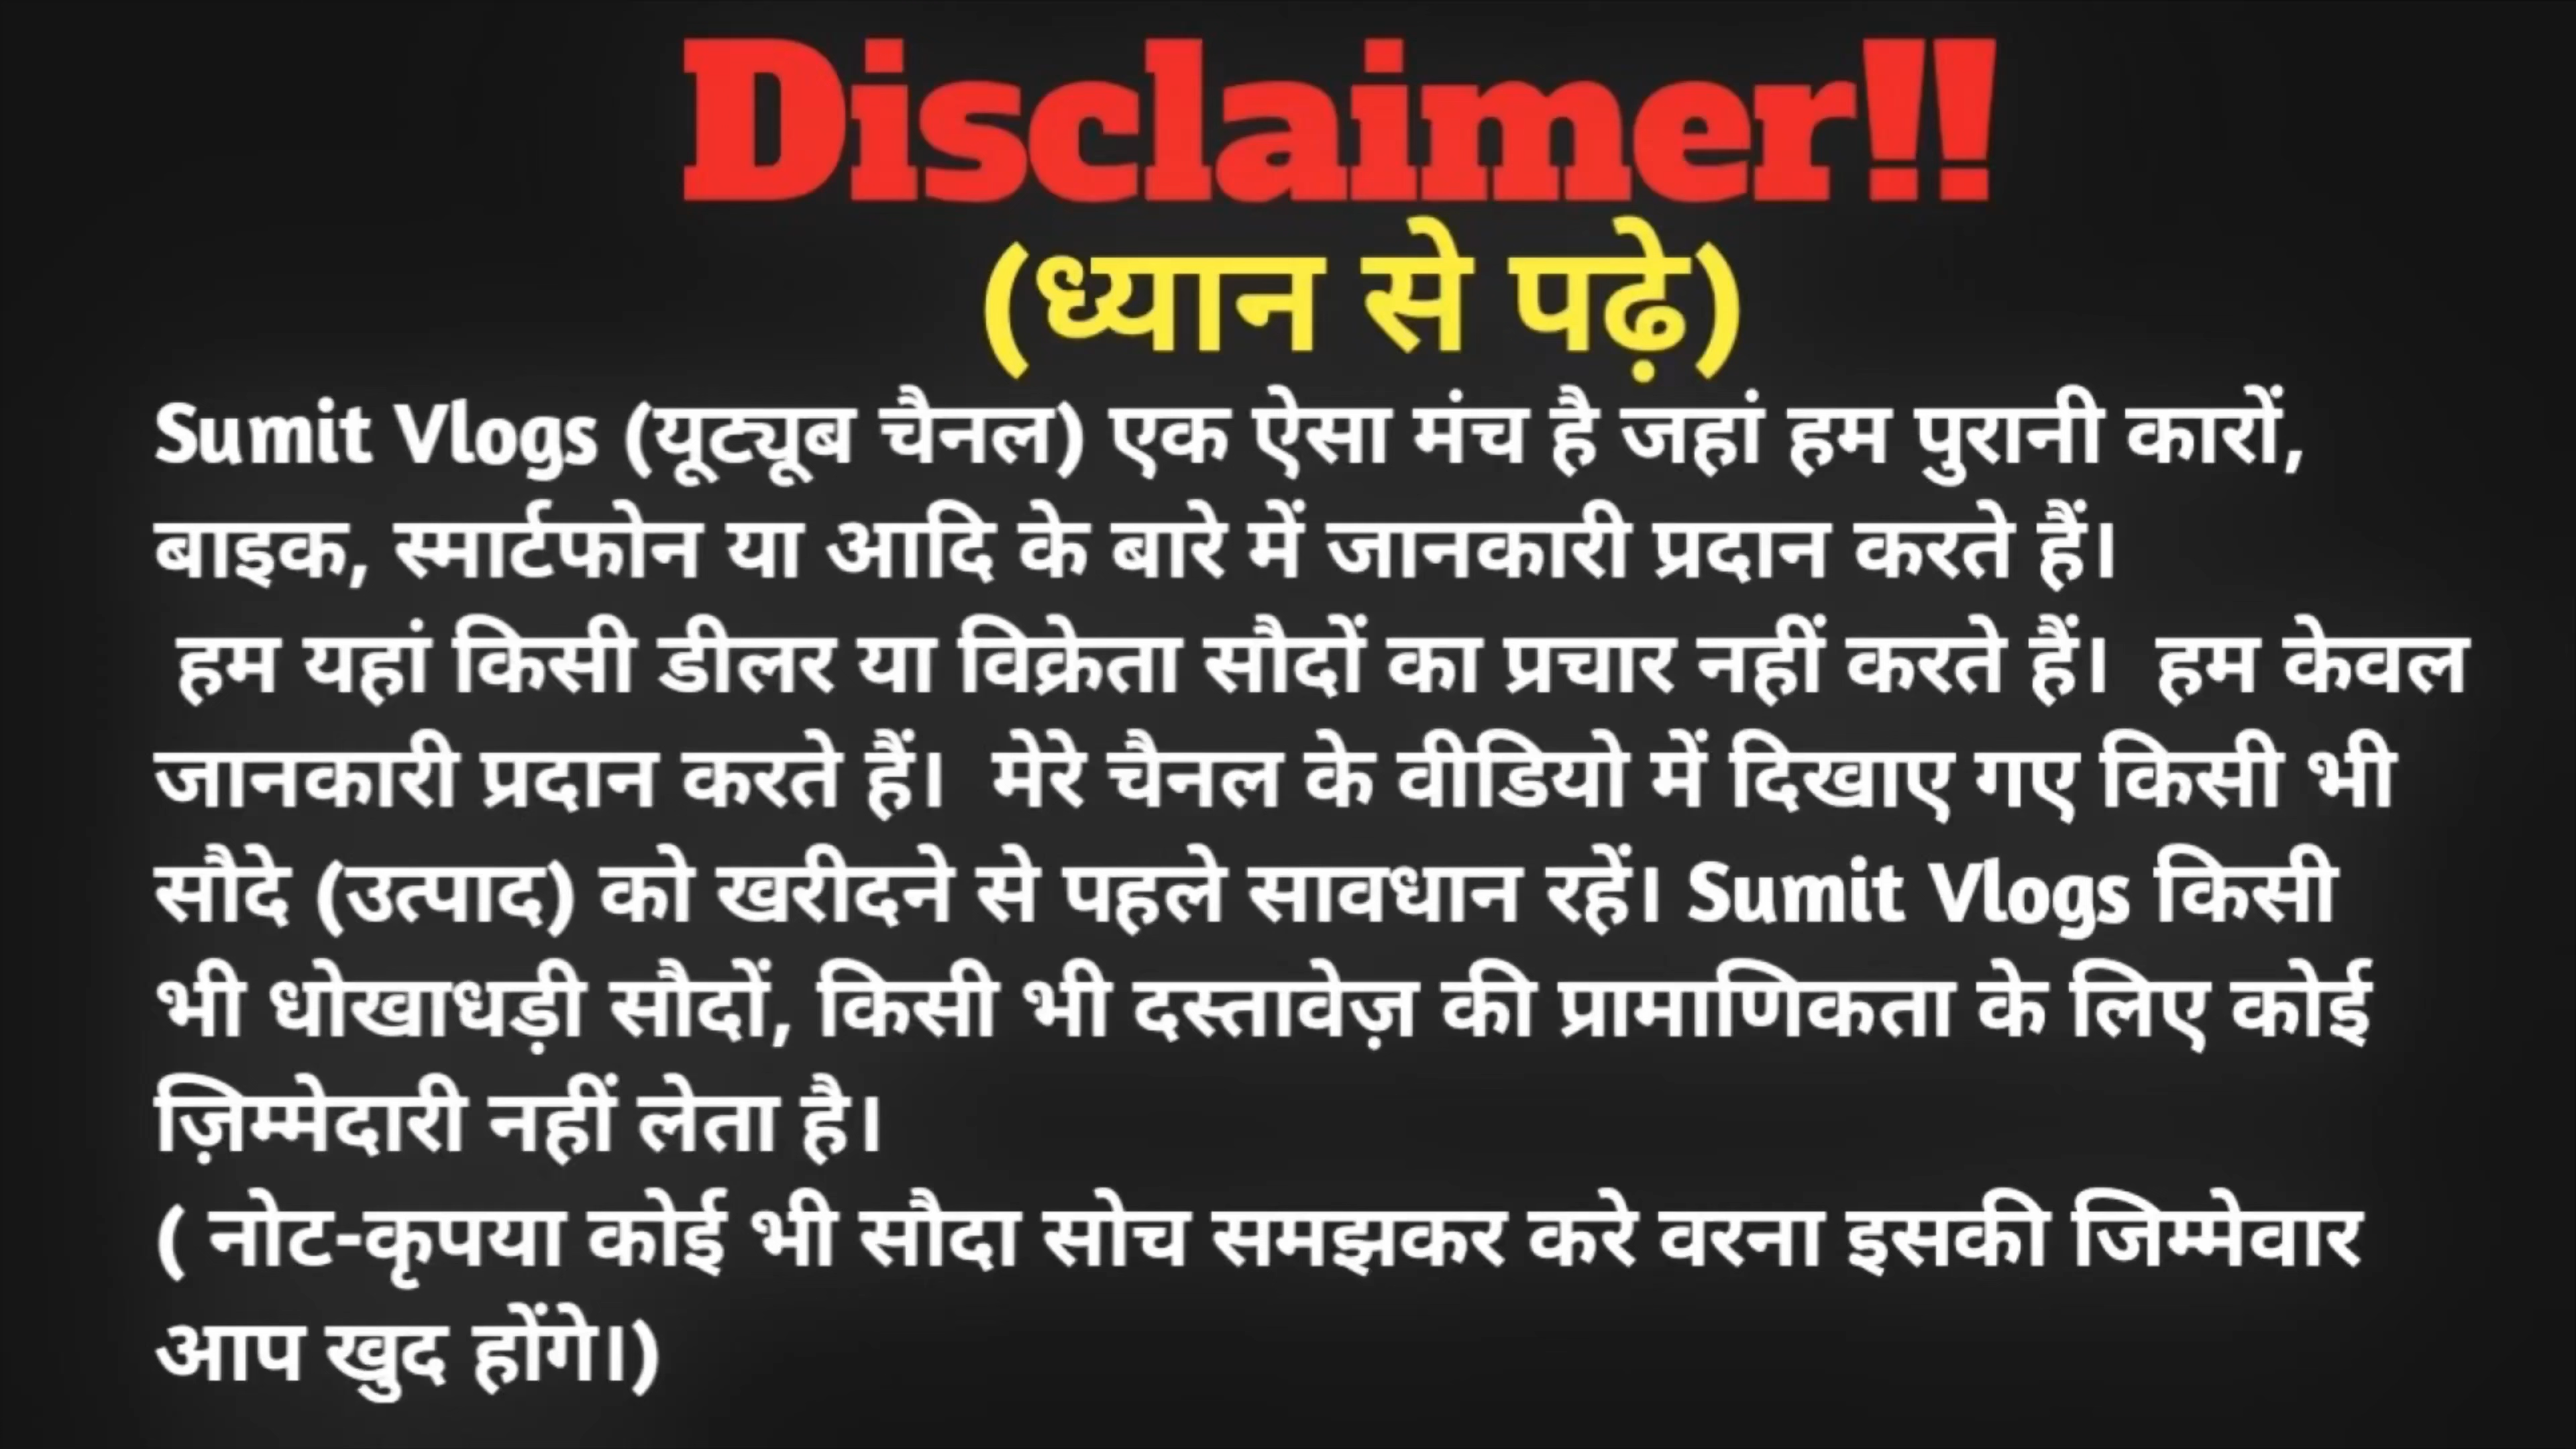 Disclaimer!!
(ध्यान से पढ़े)
Sumit Vlogs (यूट्यूब चैनल) एक ऐसा मंच है जहां हम पुरानी कारों,
बाइक, स्मार्टफोन या आदि के बारे में जानकारी प्रदान करते हैं।
हम यहां किसी डीलर या विक्रेता सौदों का प्रचार नहीं करते हैं। हम केवल
जानकारी प्रदान करते हैं। मेरे चैनल के वीडियो में दिखाए गए किसी भी
सौदे (उत्पाद) को खरीदने से पहले सावधान रहें। Sumit Vlogs किसी
भी धोखाधड़ी सौदों, किसी भी दस्तावेज़ की प्रामाणिकता के लिए कोई
ज़िम्मेदारी नहीं लेता है।
( नोट-कृपया कोई भी सौदा सोच समझकर करे वरना इसकी जिम्मेवार
आप खुद होंगे।)